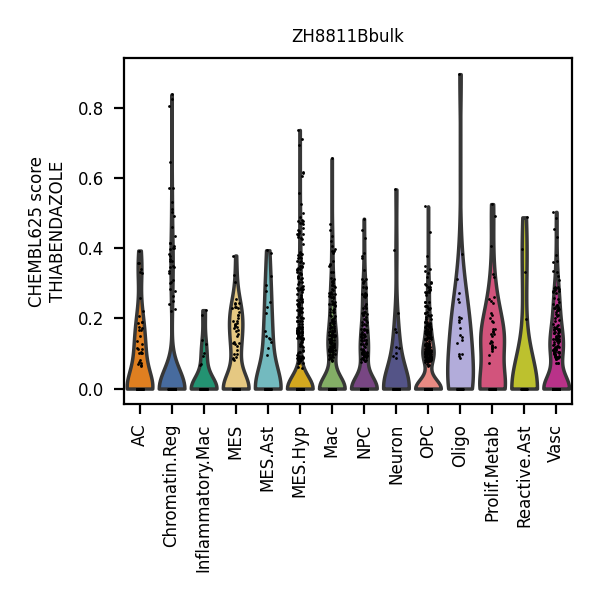 ZH8811Bbulk
CHEMBL625 score
THIABENDAZOLE
0.8
0.6
0.4
0.2
0.0
AC
Chromatin.Reg
Inflammatory.Mac
MES
MES.Ast
MES.Hyp
Mac
NPC
Neuron
OPC
Oligo
Prolif.Metab
Reactive.Ast
Vasc